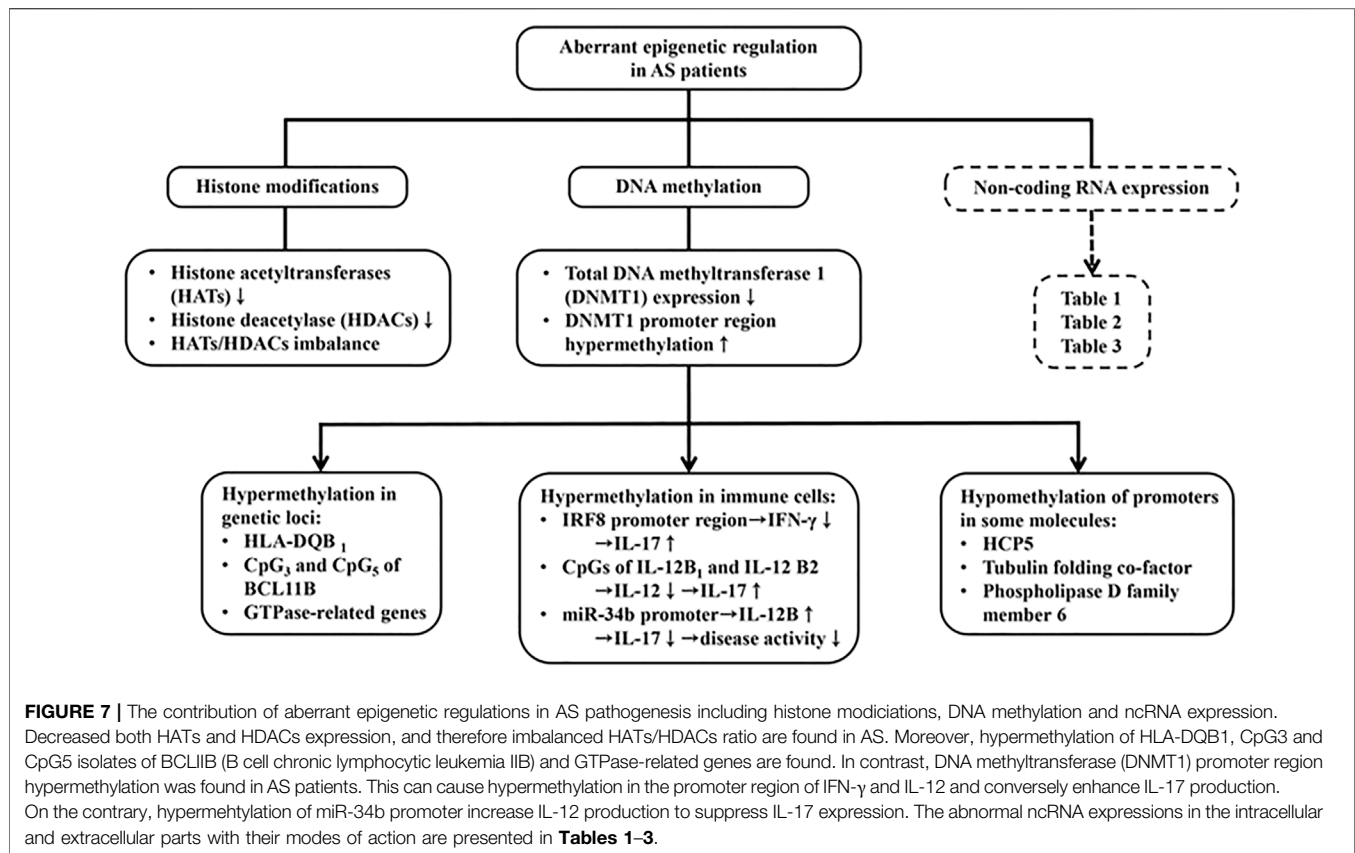 Aberrant epigenetic regulation
in AS patients
Histone modifications
DNA methylation
Non-coding RNA expression
• Histone acetyltransferases
(HATs) ↓
• Histone deacetylase (HDACs) ↓
• HATs/HDACs imbalance
• Total DNA methyltransferase 1
(DNMT1) expression ↓
• DNMT1 promoter region
hypermethylation ↑
Table 1
Table 2
Table 3
Hypermethylation in
genetic loci:
• HLA-DQB 1
• CpG3 and CpG5 of
BCL11B
• GTPase-related genes
Hypermethylation in immune cells:
• IRF8 promoter region→IFN-γ ↓
→IL-17 ↑
• CpGs of IL-12B1 and IL-12 B2
→IL-12 ↓→IL-17 ↑
• miR-34b promoter→IL-12B ↑
→IL-17 ↓→disease activity ↓
Hypomethylation of promoters
in some molecules:
• HCP5
• Tubulin folding co-factor
• Phospholipase D family
member 6
FIGURE 7 | The contribution of aberrant epigenetic regulations in AS pathogenesis including histone modiciations, DNA methylation and ncRNA expression.
Decreased both HATs and HDACs expression, and therefore imbalanced HATs/HDACs ratio are found in AS. Moreover, hypermethylation of HLA-DQB1, CpG3 and
CpG5 isolates of BCLIIB (B cell chronic lymphocytic leukemia IIB) and GTPase-related genes are found. In contrast, DNA methyltransferase (DNMT1) promoter region
hypermethylation was found in AS patients. This can cause hypermethylation in the promoter region of IFN-γ and IL-12 and conversely enhance IL-17 production.
On the contrary, hypermehtylation of miR-34b promoter increase IL-12 production to suppress IL-17 expression. The abnormal ncRNA expressions in the intracellular
and extracellular parts with their modes of action are presented in Tables 1–3.